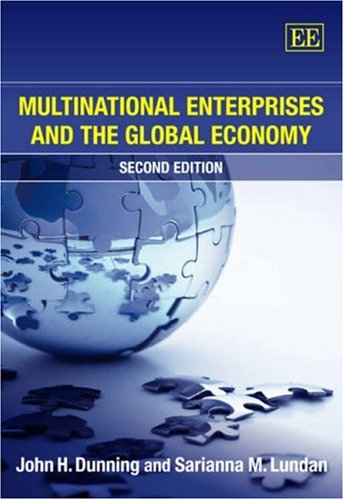 EE
MULTINATIONAL ENTERPRISES
AND THE GLOBAL ECONOMY
SECOND EDITION
John H. Dunning and Sarianna M. Lundan